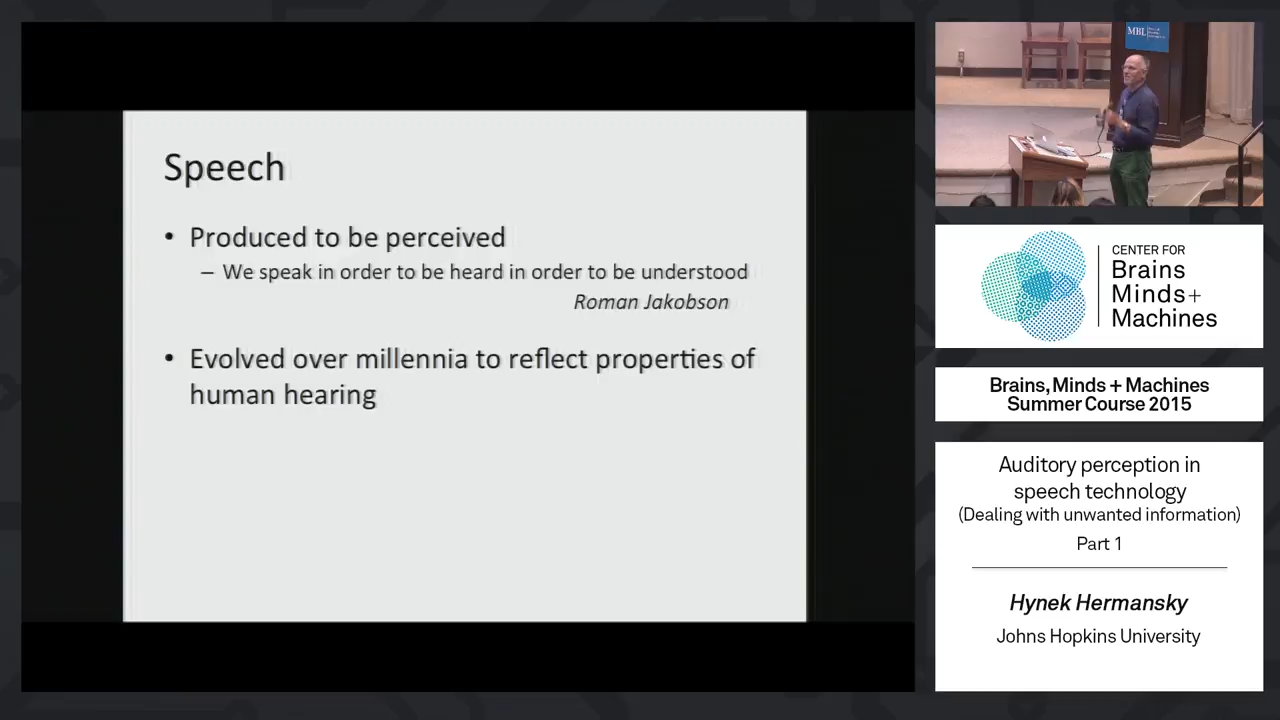 Speech
• Produced to be perceived
– We speak in order to be heard in order to be understood
Roman Jakobson
• Evolved over millennia to reflect properties of
human hearing
MBL
CENTER FOR
Brains
Minds+
Machines
Brains, Minds + Machines
Summer Course 2015
Auditory perception in
speech technology
(Dealing with unwanted information)
Part 1
Hynek Hermansky
Johns Hopkins University